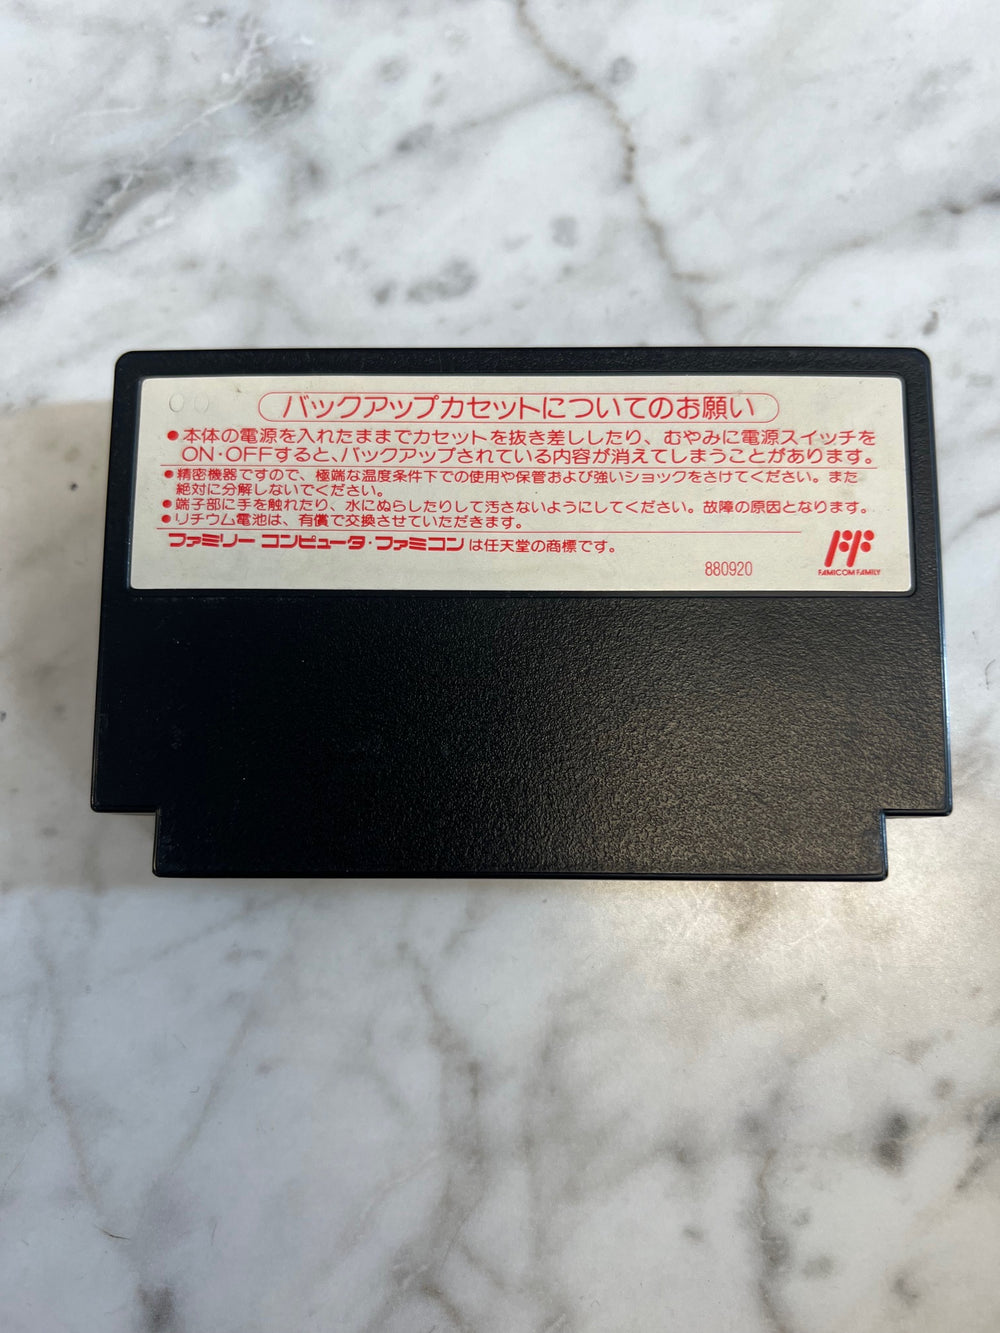 バックアップカセットについてのお願い
●本体の電源を入れたままでカセットを抜き差ししたり、むやみに電源スイッチを
ON・OFFすると、バックアップされている内容が消えてしまうことがあります。
●精密機器ですので、極端な温度条件下での使用や保管および強いショックをさけてください。また
絶対に分解しないでください。
●端子部に手を触れたり、水にぬらしたりして汚さないようにしてください。故障の原因となります。
●リチウム電池は、有償で交換させていただきます。
ファミリー コンピュータ・ファミコン は任天堂の商標です。
880920
FAMICOM FAMILY